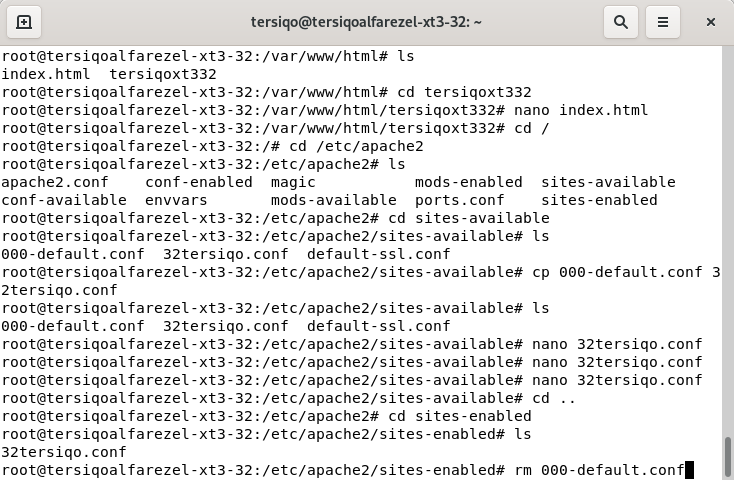 tersiqo@tersiqoalfarezel-xt3-32: ~
root@tersiqoalfarezel-xt3-32:/var/www/html# ls
index.html  tersiqoxt332
root@tersiqoalfarezel-xt3-32:/var/www/html# cd tersiqoxt332
root@tersiqoalfarezel-xt3-32:/var/www/html/tersiqoxt332# nano index.html
root@tersiqoalfarezel-xt3-32:/var/www/html/tersiqoxt332# cd /
root@tersiqoalfarezel-xt3-32:/# cd /etc/apache2
root@tersiqoalfarezel-xt3-32:/etc/apache2# ls
apache2.conf    conf-enabled  magic           mods-enabled  sites-available
conf-available  envvars       mods-available  ports.conf    sites-enabled
root@tersiqoalfarezel-xt3-32:/etc/apache2# cd sites-available
root@tersiqoalfarezel-xt3-32:/etc/apache2/sites-available# ls
000-default.conf  32tersiqo.conf  default-ssl.conf
root@tersiqoalfarezel-xt3-32:/etc/apache2/sites-available# cp 000-default.conf 3
2tersiqo.conf
root@tersiqoalfarezel-xt3-32:/etc/apache2/sites-available# ls
000-default.conf  32tersiqo.conf  default-ssl.conf
root@tersiqoalfarezel-xt3-32:/etc/apache2/sites-available# nano 32tersiqo.conf
root@tersiqoalfarezel-xt3-32:/etc/apache2/sites-available# nano 32tersiqo.conf
root@tersiqoalfarezel-xt3-32:/etc/apache2/sites-available# nano 32tersiqo.conf
root@tersiqoalfarezel-xt3-32:/etc/apache2/sites-available# cd ..
root@tersiqoalfarezel-xt3-32:/etc/apache2# cd sites-enabled
root@tersiqoalfarezel-xt3-32:/etc/apache2/sites-enabled# ls
32tersiqo.conf
root@tersiqoalfarezel-xt3-32:/etc/apache2/sites-enabled# rm 000-default.conf